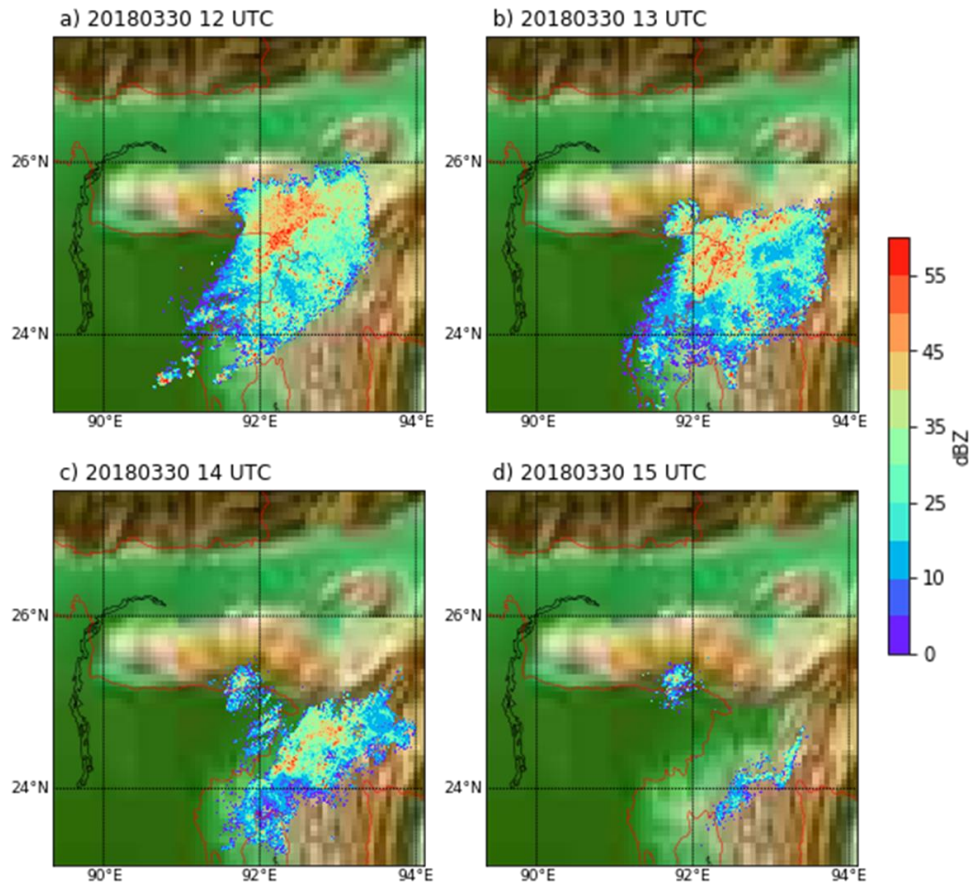 a) 20180330 12 UTC
b) 20180330 13 UTC
26°N
26°N
24°N
24°N
90°E 92°E 94°E
90°E 92°E 94°E
c) 20180330 14 UTC
d) 20180330 15 UTC
26°N
26°N
24°N
24°N
90°E 92°E 94°E
90°E 92°E 94°E
55
45
35
25
10
0
dBZ